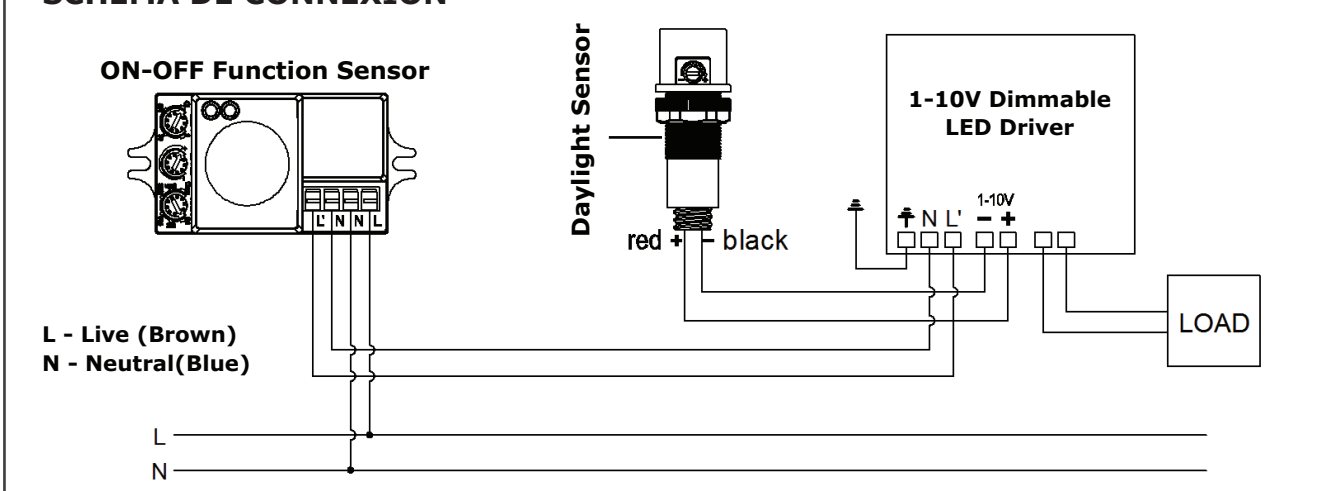 SCHÉMA DE CONNEXION
ON-OFF Function Sensor
L' N N L
Daylight Sensor
red + - black
1-10V Dimmable
LED Driver
1-10V
N L' - +
LOAD
L - Live (Brown)
N - Neutral(Blue)
L
N